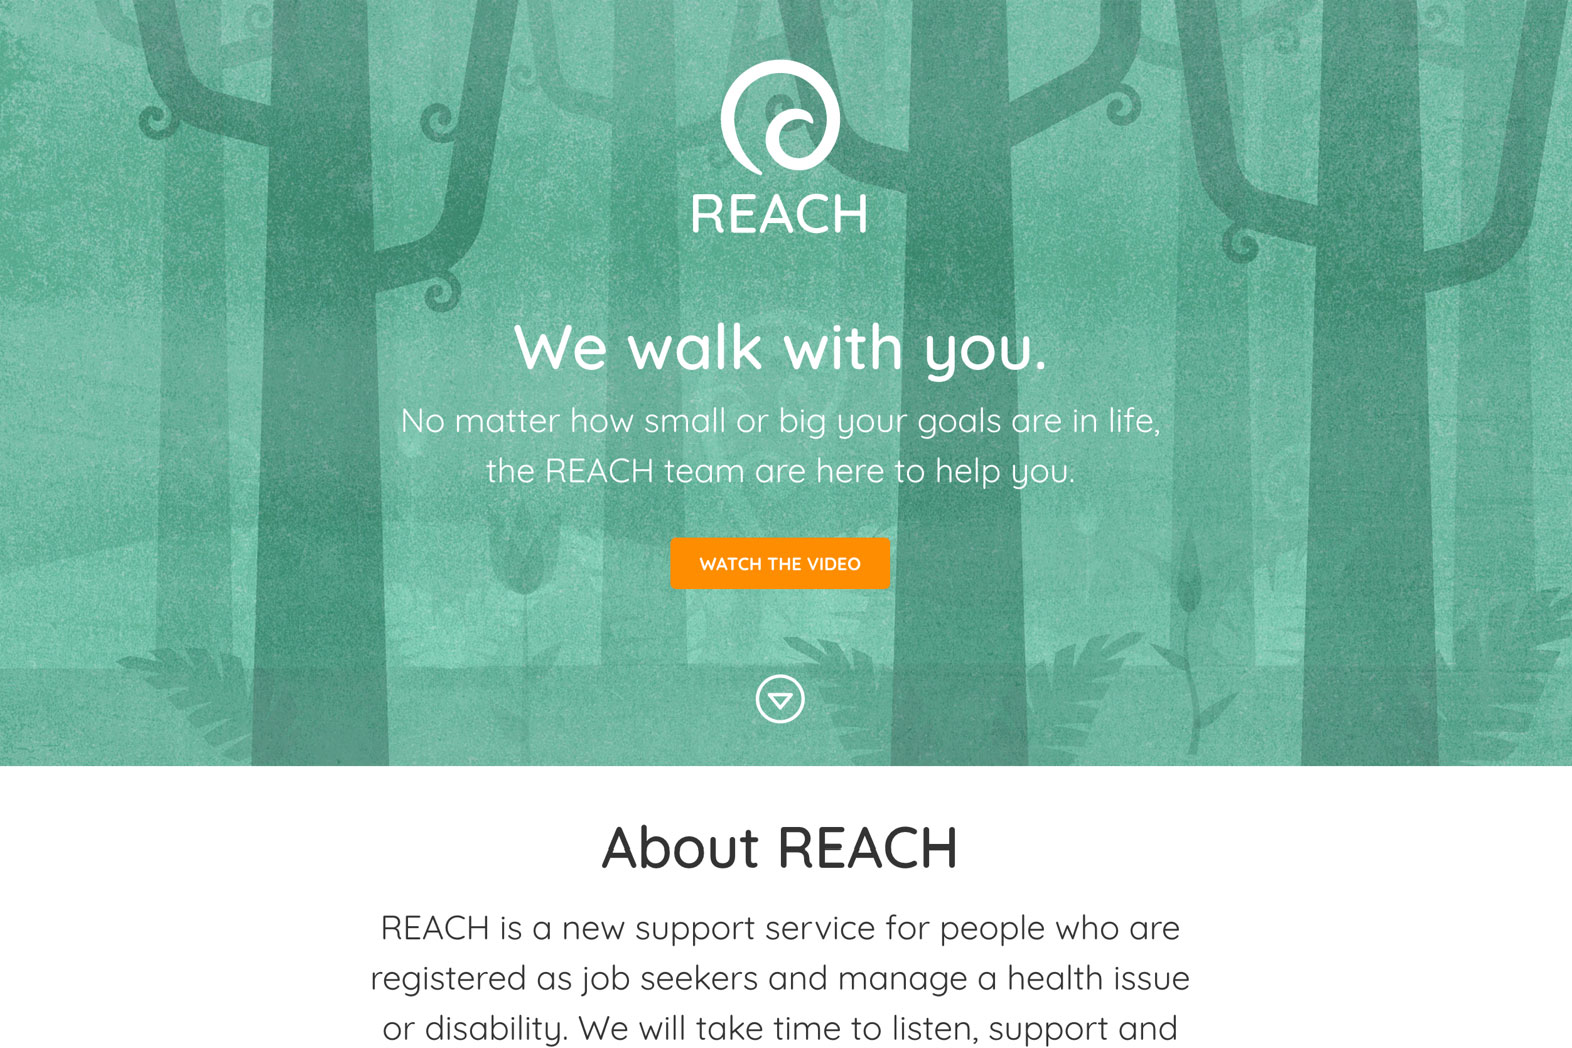 REACH
We walk with you.
No matter how small or big your goals are in life,
the REACH team are here to help you.
WATCH THE VIDEO
About REACH
REACH is a new support service for people who are
registered as job seekers and manage a health issue
or disability. We will take time to listen, support and